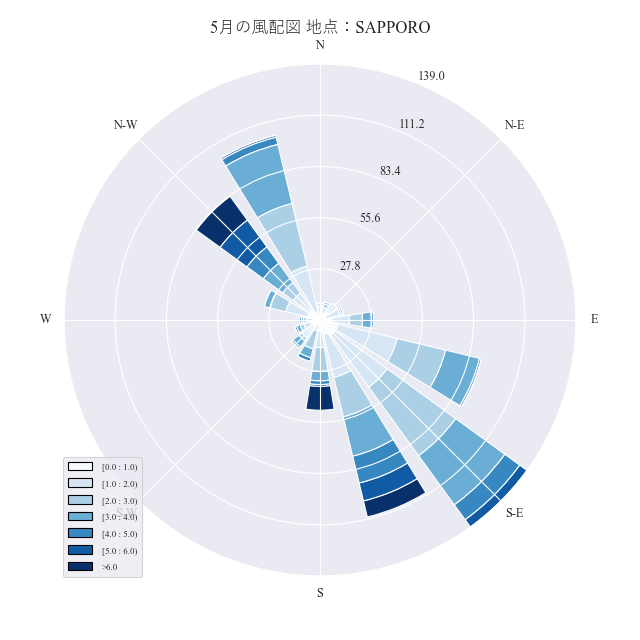 5月の風配図 地点：SAPPORO
N
139.0
N-W
N-E
111.2
83.4
55.6
27.8
W
E
[0.0 : 1.0)
[1.0 : 2.0)
[2.0 : 3.0)
[3.0 : 4.0)
[4.0 : 5.0)
[5.0 : 6.0)
>6.0
S-W
S-E
S